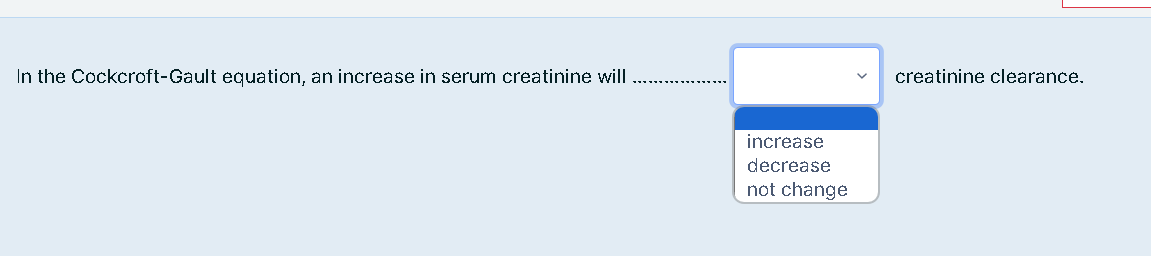 In the Cockcroft-Gault equation, an increase in serum creatinine will .................. creatinine clearance.
increase
decrease
not change